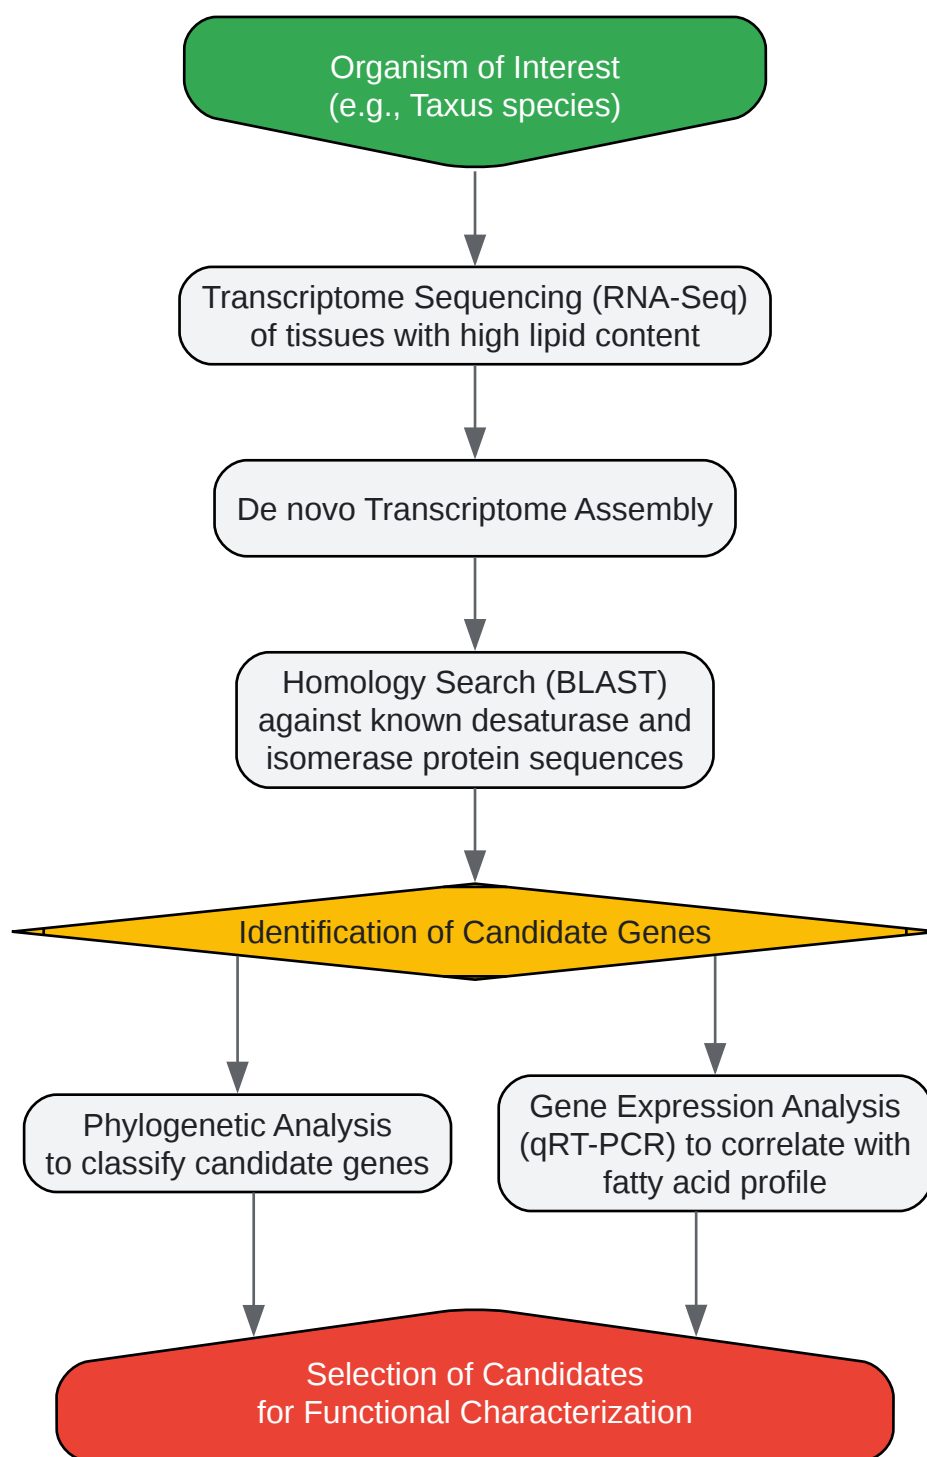 Organism of Interest
(e.g., Taxus species)
Transcriptome Sequencing (RNA-Seq)
of tissues with high lipid content
De novo Transcriptome Assembly
Homology Search (BLAST)
against known desaturase and
isomerase protein sequences
Identification of Candidate Genes
Phylogenetic Analysis
to classify candidate genes
Gene Expression Analysis
(qRT-PCR) to correlate with
fatty acid profile
Selection of Candidates
for Functional Characterization